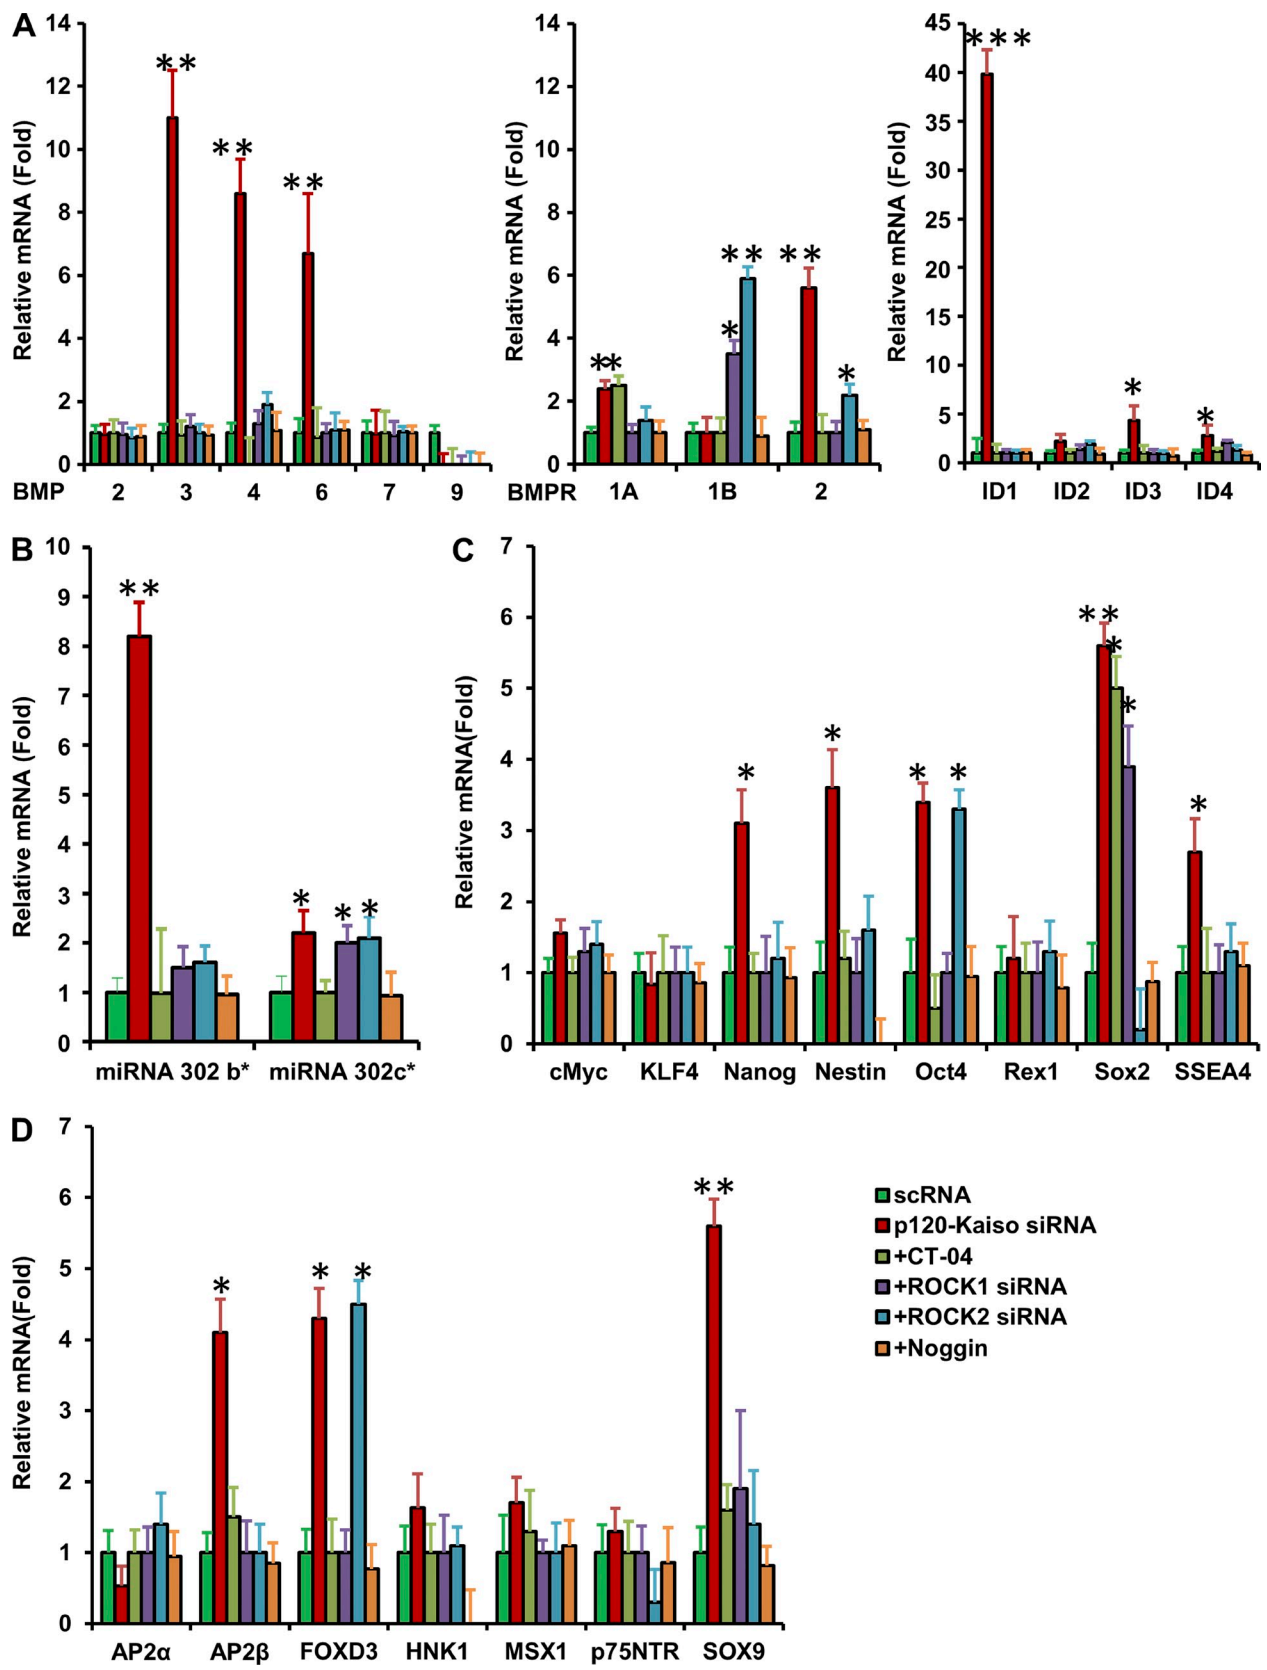 A
Relative mRNA (Fold)
14
12
10
8
6
4
2
0
**
**
**
BMP 2 3 4 6 7 9
Relative mRNA (Fold)
14
12
10
8
6
4
2
0
**
*
**
**
*
BMPR 1A 1B 2
Relative mRNA (Fold)
45
40
35
30
25
20
15
10
5
0
***
*
*
ID1 ID2 ID3 ID4
B
Relative mRNA (Fold)
10
9
8
7
6
5
4
3
2
1
0
**
* * *
miRNA 302 b* miRNA 302c*
C
Relative mRNA(Fold)
7
6
5
4
3
2
1
0
* * * * ** * * *
cMyc KLF4 Nanog Nestin Oct4 Rex1 Sox2 SSEA4
D
Relative mRNA(Fold)
7
6
5
4
3
2
1
0
* * * **
AP2α AP2β FOXD3 HNK1 MSX1 p75NTR SOX9
scRNA
p120-Kaiso siRNA
+CT-04
+ROCK1 siRNA
+ROCK2 siRNA
+Noggin